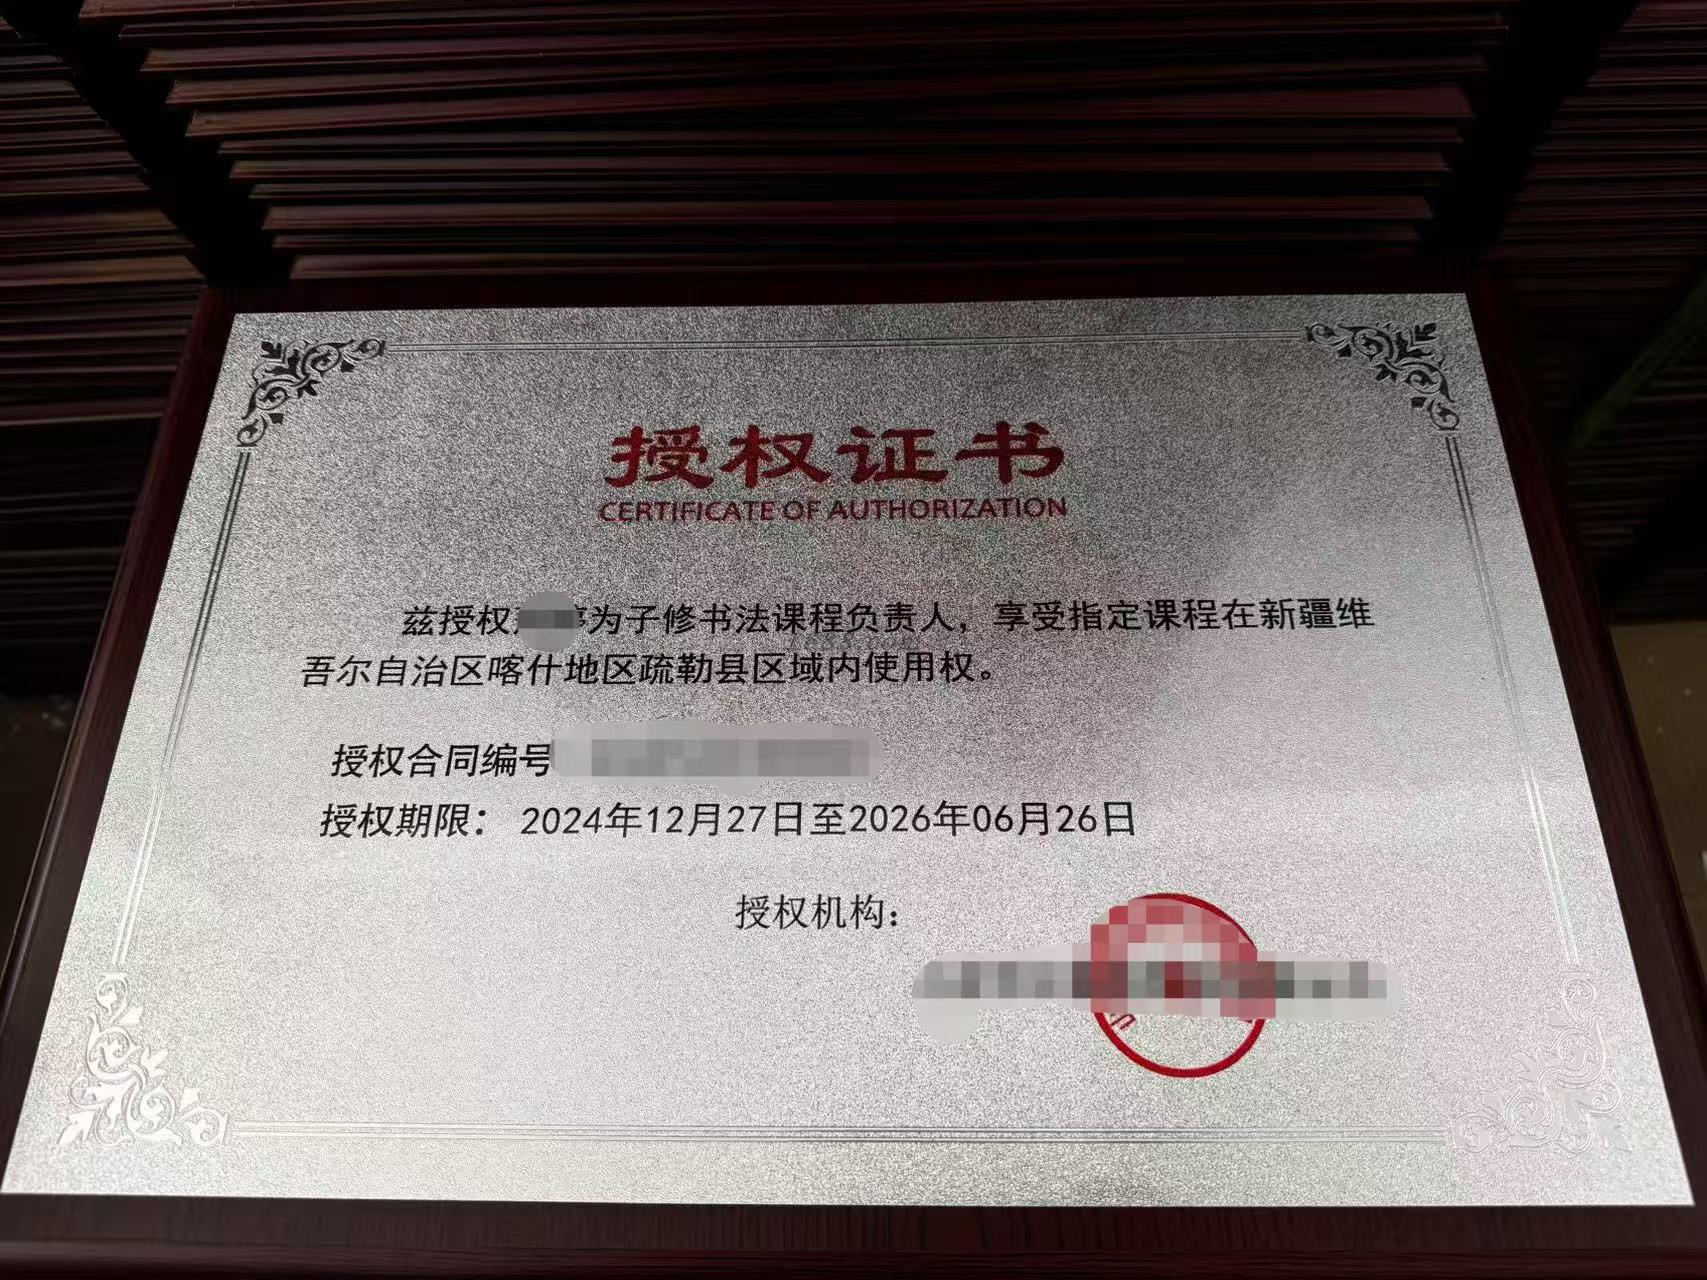 授权证书
CERTIFICATE OF AUTHORIZATION
兹授权为子修书法课程负责人，享受指定课程在新疆维
吾尔自治区喀什地区疏勒县区域内使用权。
授权合同编号
授权期限： 2024年12月27日至2026年06月26日
授权机构：